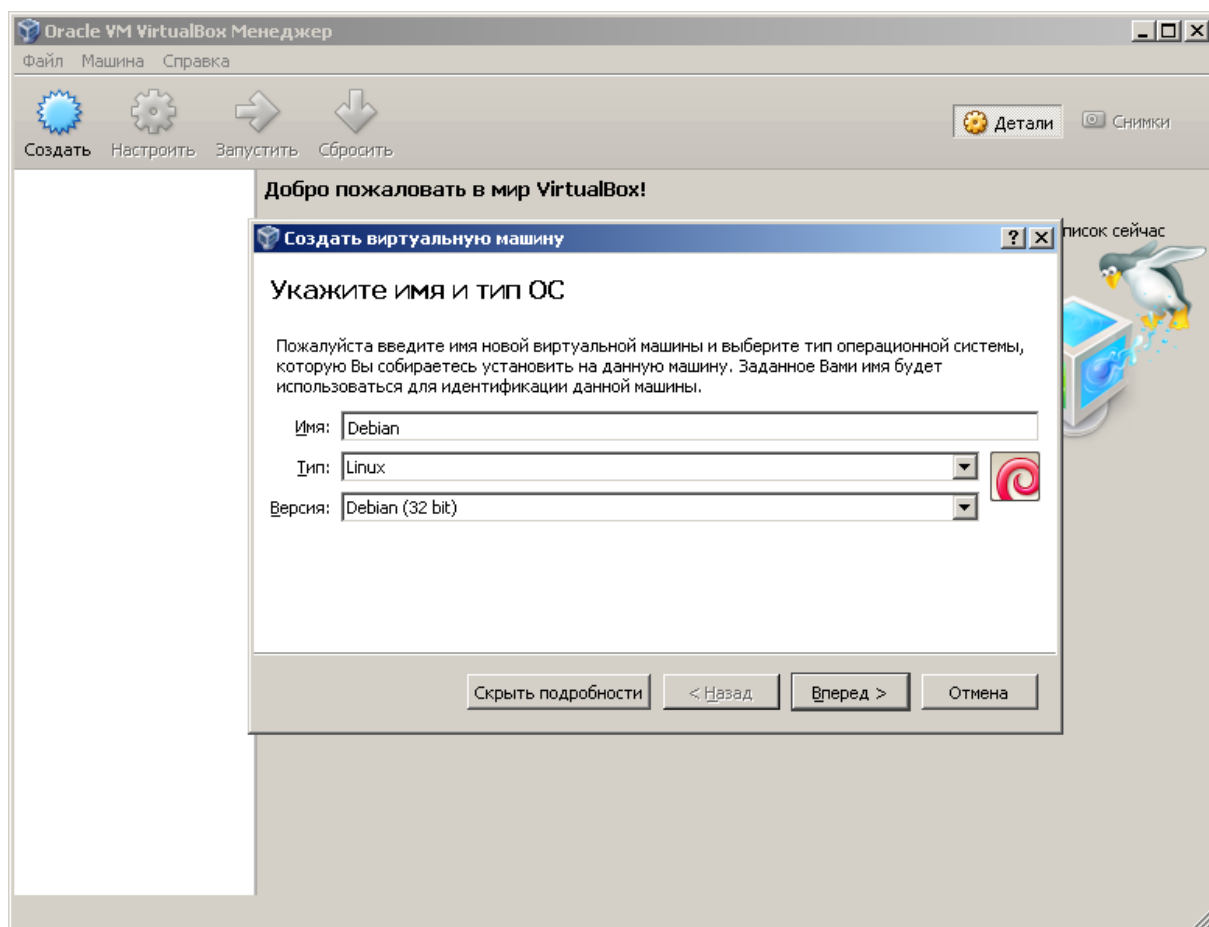 Oracle VM VirtualBox Менеджер
Файл Машина Справка
Создать Настроить Запустить Сбросить
Детали Снимки
Добро пожаловать в мир VirtualBox!
писок сейчас
Создать виртуальную машину
Укажите имя и тип ОС
Пожалуйста введите имя новой виртуальной машины и выберите тип операционной системы,
которую Вы собираетесь установить на данную машину. Заданное Вами имя будет
использоваться для идентификации данной машины.
Имя: Debian
Тип: Linux
Версия: Debian (32 bit)
Скрыть подробности < Назад Вперед > Отмена